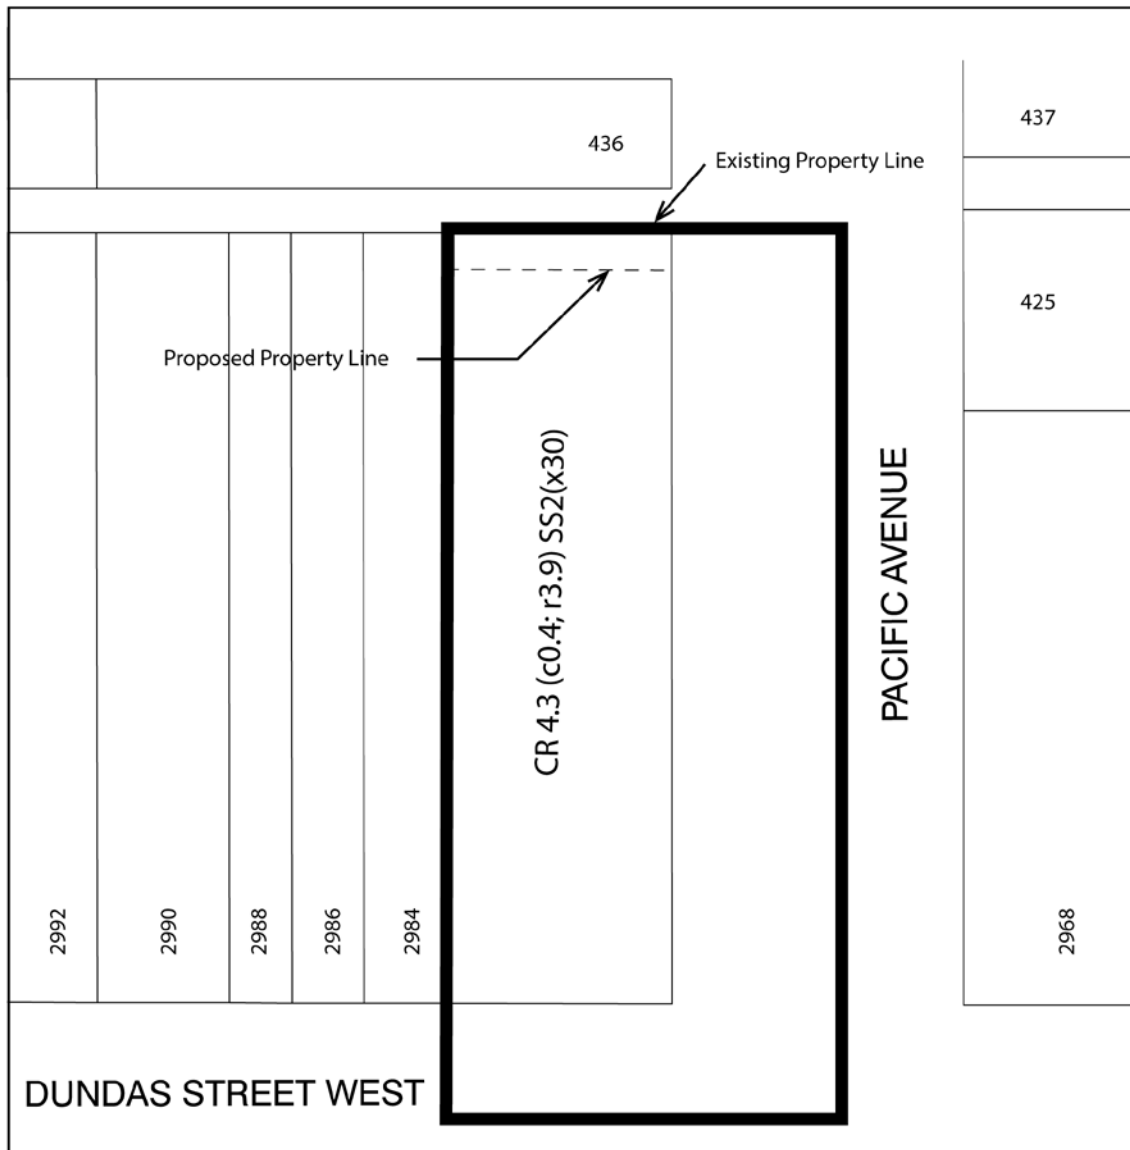 437
436
Existing Property Line
425
Proposed Property Line
CR 4.3 (c0.4; r3.9) SS2(x30)
PACIFIC AVENUE
2992
2990
2988
2986
2984
2968
DUNDAS STREET WEST